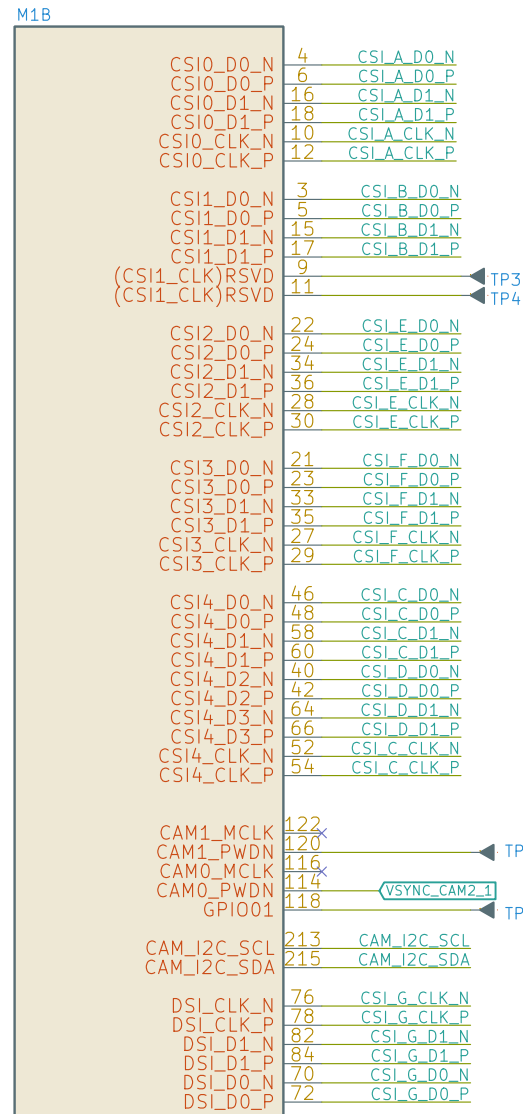 M1B
CSI0_D0_N 4 CSI_A_D0_N
CSI0_D0_P 6 CSI_A_D0_P
CSI0_D1_N 16 CSI_A_D1_N
CSI0_D1_P 18 CSI_A_D1_P
CSI0_CLK_N 10 CSI_A_CLK_N
CSI0_CLK_P 12 CSI_A_CLK_P
CSI1_D0_N 3 CSI_B_D0_N
CSI1_D0_P 5 CSI_B_D0_P
CSI1_D1_N 15 CSI_B_D1_N
CSI1_D1_P 17 CSI_B_D1_P
(CSI1_CLK)RSVD 9 TP3
(CSI1_CLK)RSVD 11 TP4
CSI2_D0_N 22 CSI_E_D0_N
CSI2_D0_P 24 CSI_E_D0_P
CSI2_D1_N 34 CSI_E_D1_N
CSI2_D1_P 36 CSI_E_D1_P
CSI2_CLK_N 28 CSI_E_CLK_N
CSI2_CLK_P 30 CSI_E_CLK_P
CSI3_D0_N 21 CSI_F_D0_N
CSI3_D0_P 23 CSI_F_D0_P
CSI3_D1_N 33 CSI_F_D1_N
CSI3_D1_P 35 CSI_F_D1_P
CSI3_CLK_N 27 CSI_F_CLK_N
CSI3_CLK_P 29 CSI_F_CLK_P
CSI4_D0_N 46 CSI_C_D0_N
CSI4_D0_P 48 CSI_C_D0_P
CSI4_D1_N 58 CSI_C_D1_N
CSI4_D1_P 60 CSI_C_D1_P
CSI4_D2_N 40 CSI_D_D0_N
CSI4_D2_P 42 CSI_D_D0_P
CSI4_D3_N 64 CSI_D_D1_N
CSI4_D3_P 66 CSI_D_D1_P
CSI4_CLK_N 52 CSI_C_CLK_N
CSI4_CLK_P 54 CSI_C_CLK_P
CAM1_MCLK 122
CAM1_PWDN 120 TP
CAM0_MCLK 116
CAM0_PWDN 114 VSYNC_CAM2_1
GPIO01 118 TP
CAM_I2C_SCL 213 CAM_I2C_SCL
CAM_I2C_SDA 215 CAM_I2C_SDA
DSI_CLK_N 76 CSI_G_CLK_N
DSI_CLK_P 78 CSI_G_CLK_P
DSI_D1_N 82 CSI_G_D1_N
DSI_D1_P 84 CSI_G_D1_P
DSI_D0_N 70 CSI_G_D0_N
DSI_D0_P 72 CSI_G_D0_P